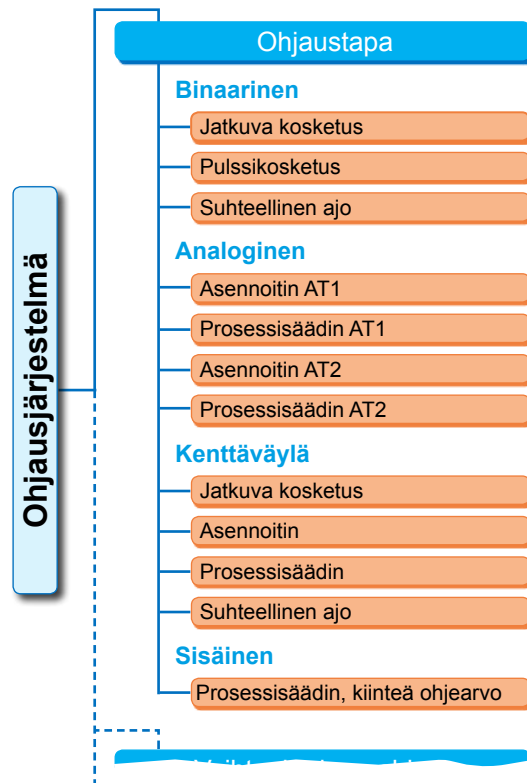 Ohjausjärjestelmä
Ohjaustapa
Binaarinen
Jatkuva kosketus
Pulssikosketus
Suhteellinen ajo
Analoginen
Asennoitin AT1
Prosessisäädin AT1
Asennoitin AT2
Prosessisäädin AT2
Kenttäväylä
Jatkuva kosketus
Asennoitin
Prosessisäädin
Suhteellinen ajo
Sisäinen
Prosessisäädin, kiinteä ohjearvo